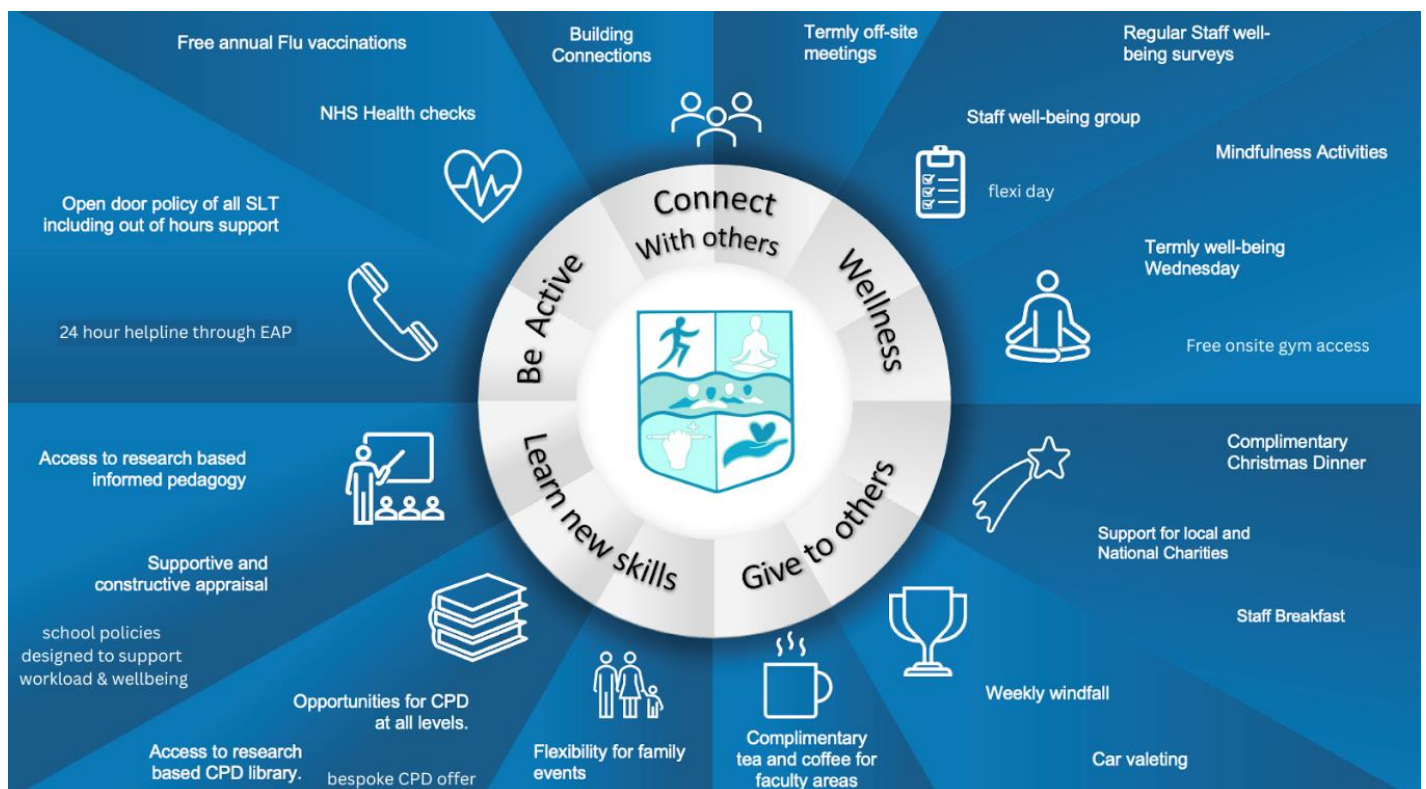 Free annual Flu vaccinations
Building
Connections
Termly off-site
meetings
Regular Staff well-
being surveys
NHS Health checks
Staff well-being group
Mindfulness Activities
flexi day
Open door policy of all SLT
including out of hours support
Termly well-being
Wednesday
24 hour helpline through EAP
Free onsite gym access
Connect
With others
Wellness
Be Active
Learn new skills
Give to others
Access to research based
informed pedagogy
Complimentary
Christmas Dinner
Support for local and
National Charities
Supportive and
constructive appraisal
Staff Breakfast
school policies
designed to support
workload & wellbeing
Opportunities for CPD
at all levels.
Weekly windfall
Access to research
based CPD library.
bespoke CPD offer
Flexibility for family
events
Complimentary
tea and coffee for
faculty areas
Car valeting